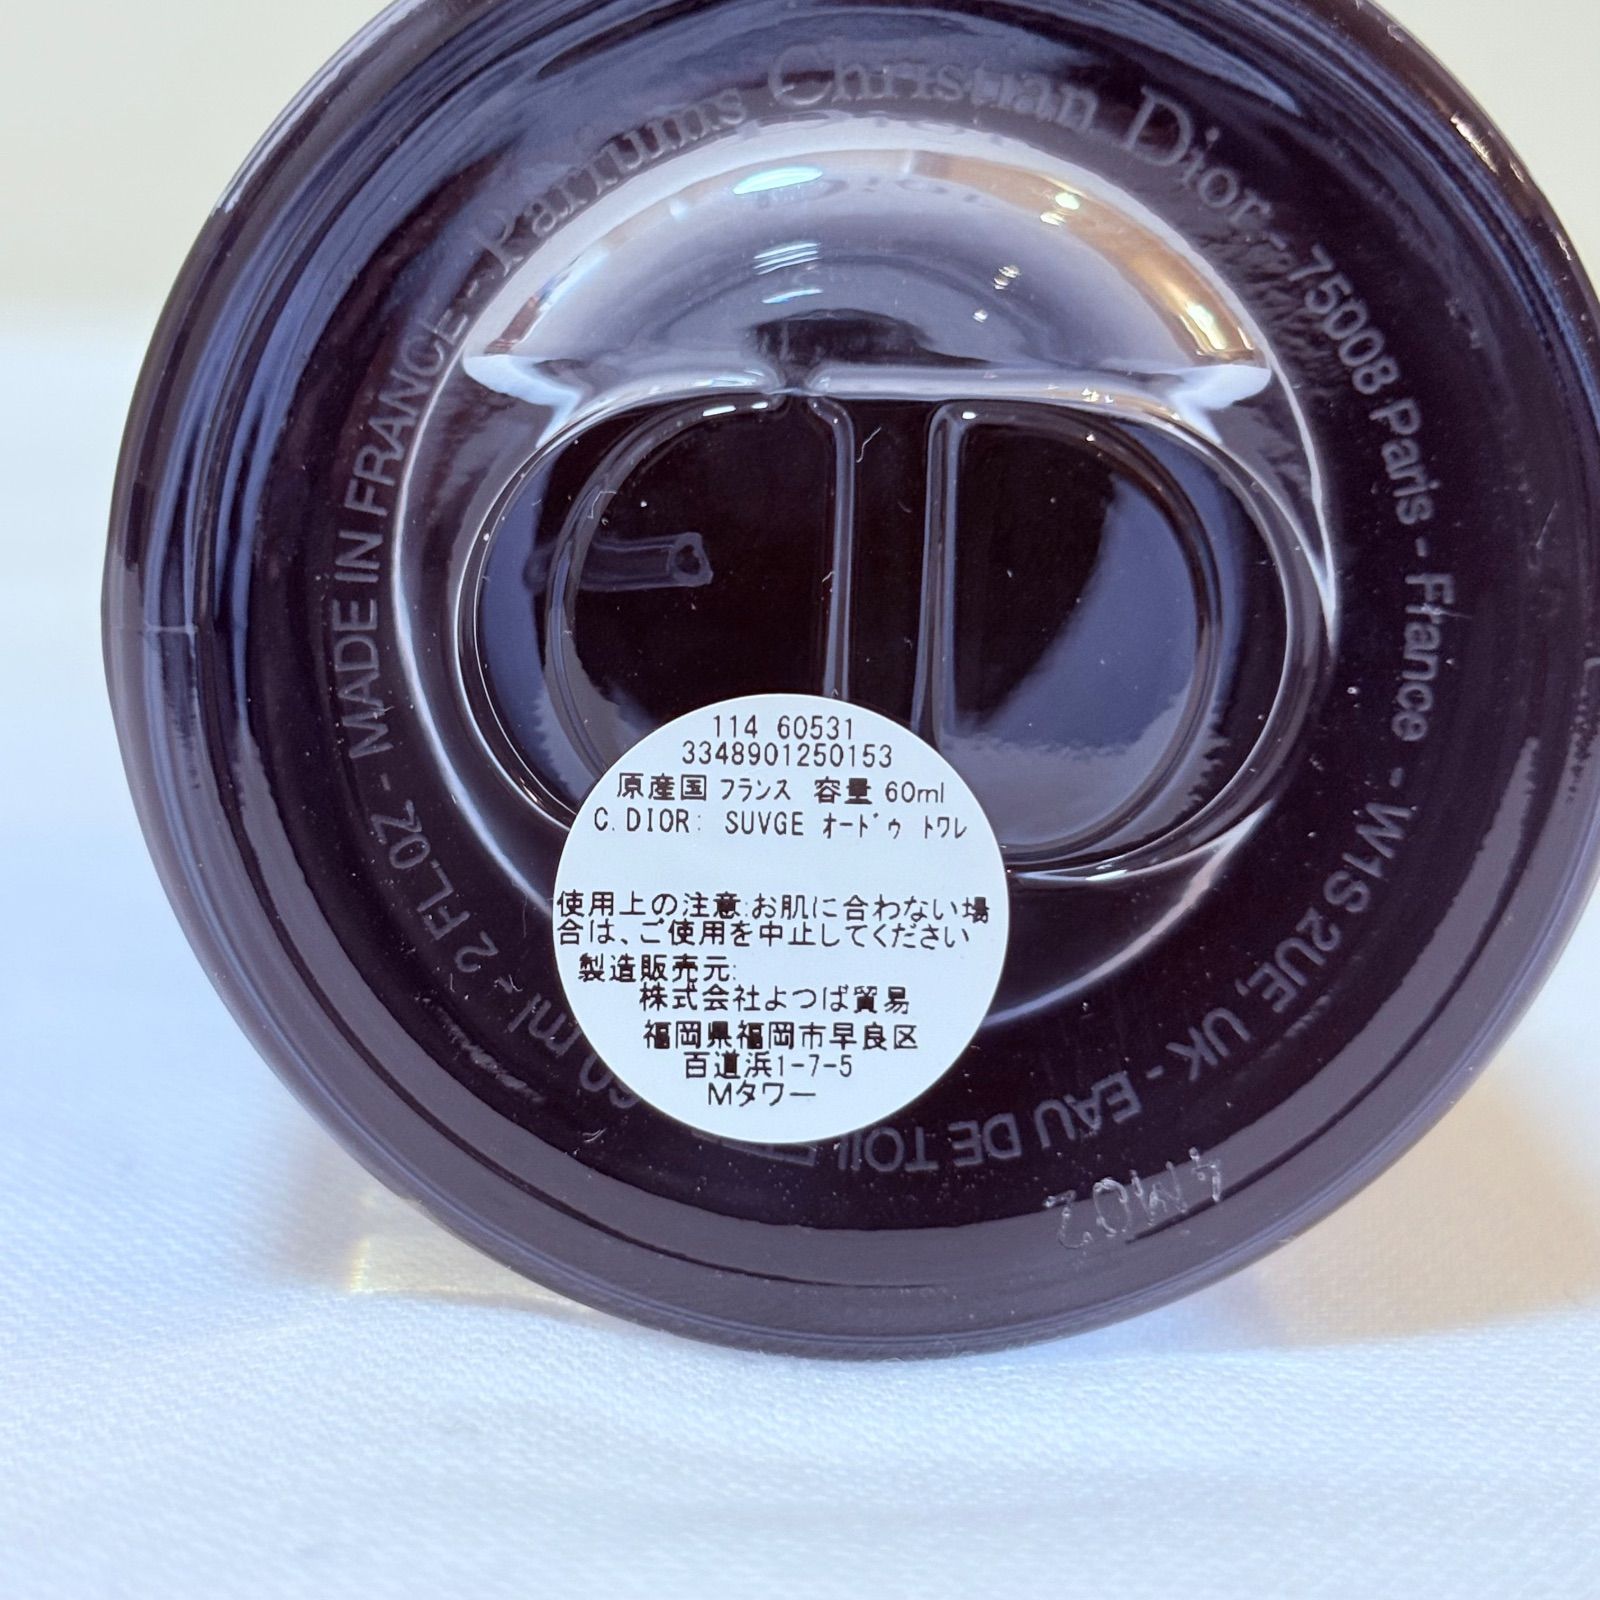 MADE IN FRANCE - Parfums Christian Dior - 75008 Paris - France - W1S 2UE, UK - EAU DE TOIL
60 ml - 2 FL.OZ -
CD
4M02
114 60531
3348901250153
原産国 フランス 容量 60ml
C.DIOR: SUVGE オードゥ トワレ
使用上の注意:お肌に合わない場
合は、ご使用を中止してください
製造販売元:
株式会社よつば貿易
福岡県福岡市早良区
百道浜1-7-5
Mタワー